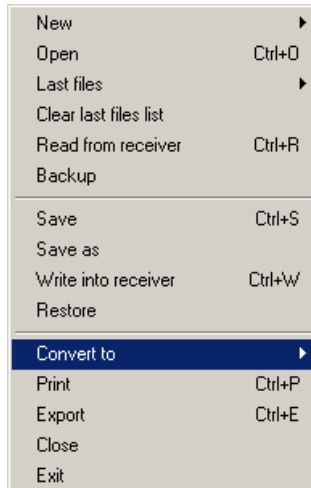 New
Open Ctrl+O
Last files
Clear last files list
Read from receiver Ctrl+R
Backup
Save Ctrl+S
Save as
Write into receiver Ctrl+W
Restore
Convert to
Print Ctrl+P
Export Ctrl+E
Close
Exit